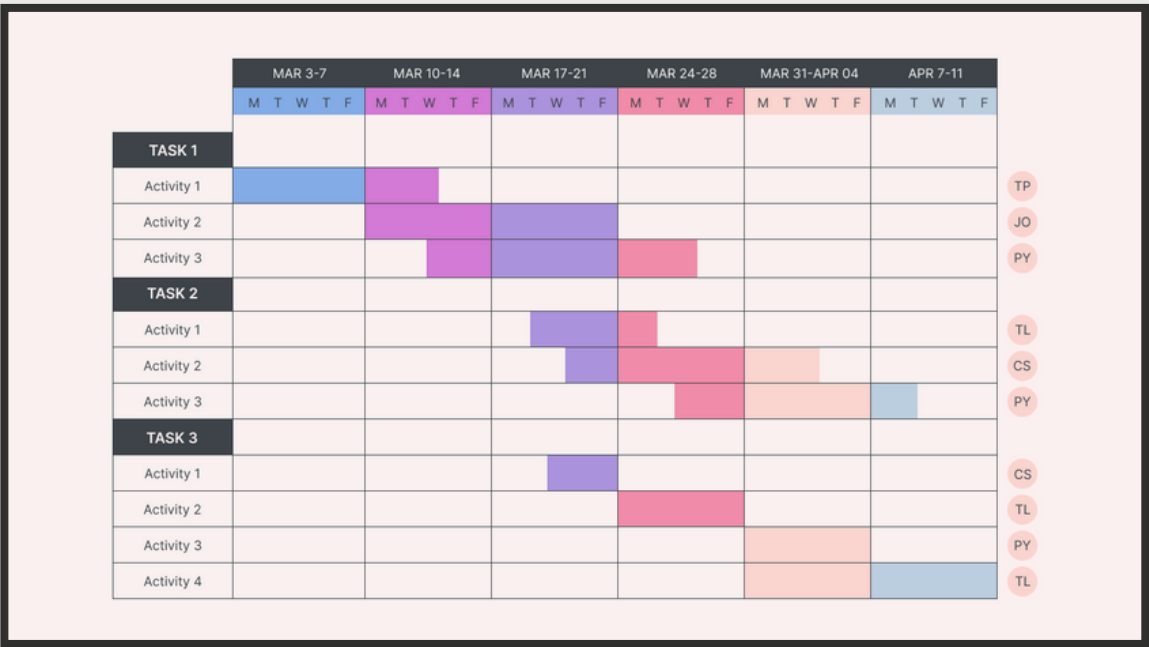 MAR 3-7 MAR 10-14 MAR 17-21 MAR 24-28 MAR 31-APR 04 APR 7-11
M T W T F M T W T F M T W T F M T W T F M T W T F M T W T F
TASK 1
Activity 1 TP
Activity 2 JO
Activity 3 PY
TASK 2
Activity 1 TL
Activity 2 CS
Activity 3 PY
TASK 3
Activity 1 CS
Activity 2 TL
Activity 3 PY
Activity 4 TL